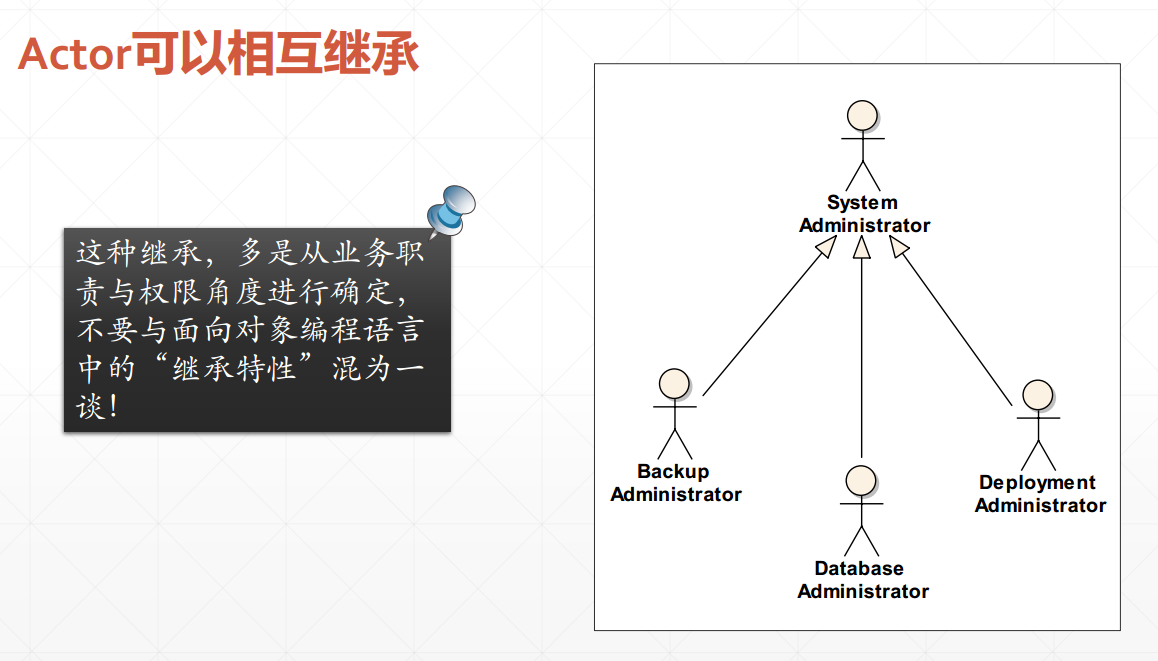 Actor可以相互继承
这种继承，多是从业务职
责与权限角度进行确定，
不要与面向对象编程语言
中的“继承特性”混为一
谈！
System
Administrator
Backup
Administrator
Database
Administrator
Deployment
Administrator